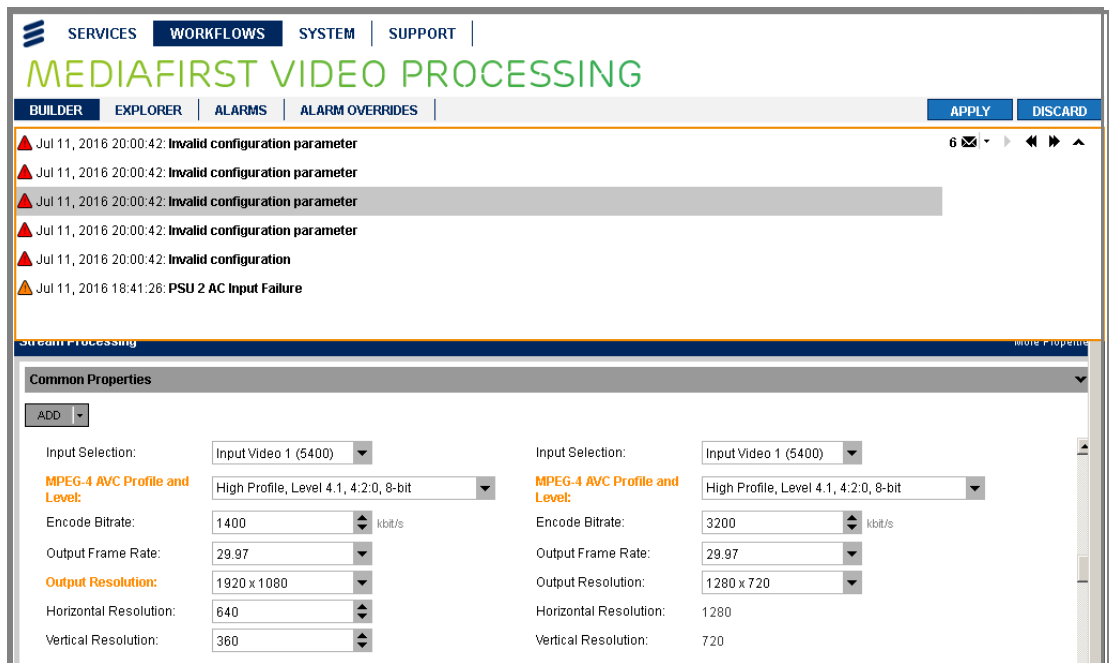 SERVICES WORKFLOWS SYSTEM SUPPORT
MEDIAFIRST VIDEO PROCESSING
BUILDER EXPLORER ALARMS ALARM OVERRIDES APPLY DISCARD
Jul 11, 2016 20:00:42: Invalid configuration parameter 6
Jul 11, 2016 20:00:42: Invalid configuration parameter
Jul 11, 2016 20:00:42: Invalid configuration parameter
Jul 11, 2016 20:00:42: Invalid configuration parameter
Jul 11, 2016 20:00:42: Invalid configuration
Jul 11, 2016 18:41:26: PSU 2 AC Input Failure
Stream Processing More Propertie
Common Properties
ADD
Input Selection: Input Video 1 (5400) Input Selection: Input Video 1 (5400)
MPEG-4 AVC Profile and Level: High Profile, Level 4.1, 4:2:0, 8-bit MPEG-4 AVC Profile and Level: High Profile, Level 4.1, 4:2:0, 8-bit
Encode Bitrate: 1400 kbit/s Encode Bitrate: 3200 kbit/s
Output Frame Rate: 29.97 Output Frame Rate: 29.97
Output Resolution: 1920 x 1080 Output Resolution: 1280 x 720
Horizontal Resolution: 640 Horizontal Resolution: 1280
Vertical Resolution: 360 Vertical Resolution: 720